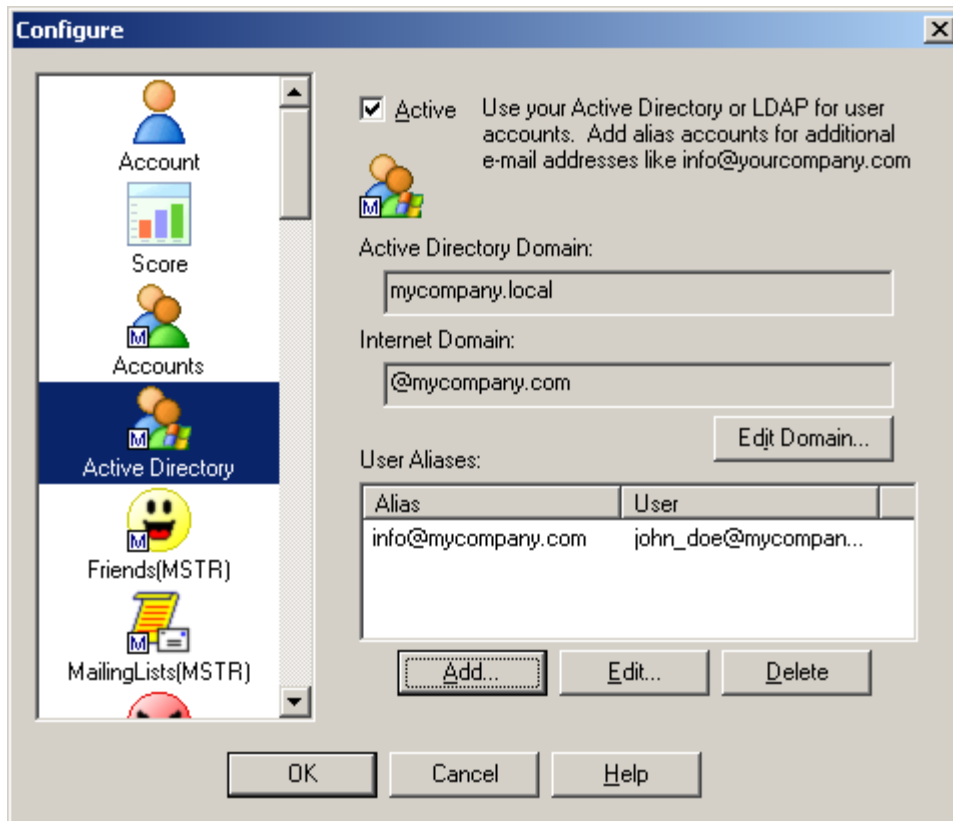 Configure
Account
Score
M
Accounts
M
Active Directory
M
Friends(MSTR)
M
MailingLists(MSTR)
Active
Use your Active Directory or LDAP for user
accounts. Add alias accounts for additional
e-mail addresses like info@yourcompany.com
M
Active Directory Domain:
mycompany.local
Internet Domain:
@mycompany.com
Edit Domain...
User Aliases:
Alias User
info@mycompany.com john_doe@mycompan...
Add... Edit... Delete
OK Cancel Help